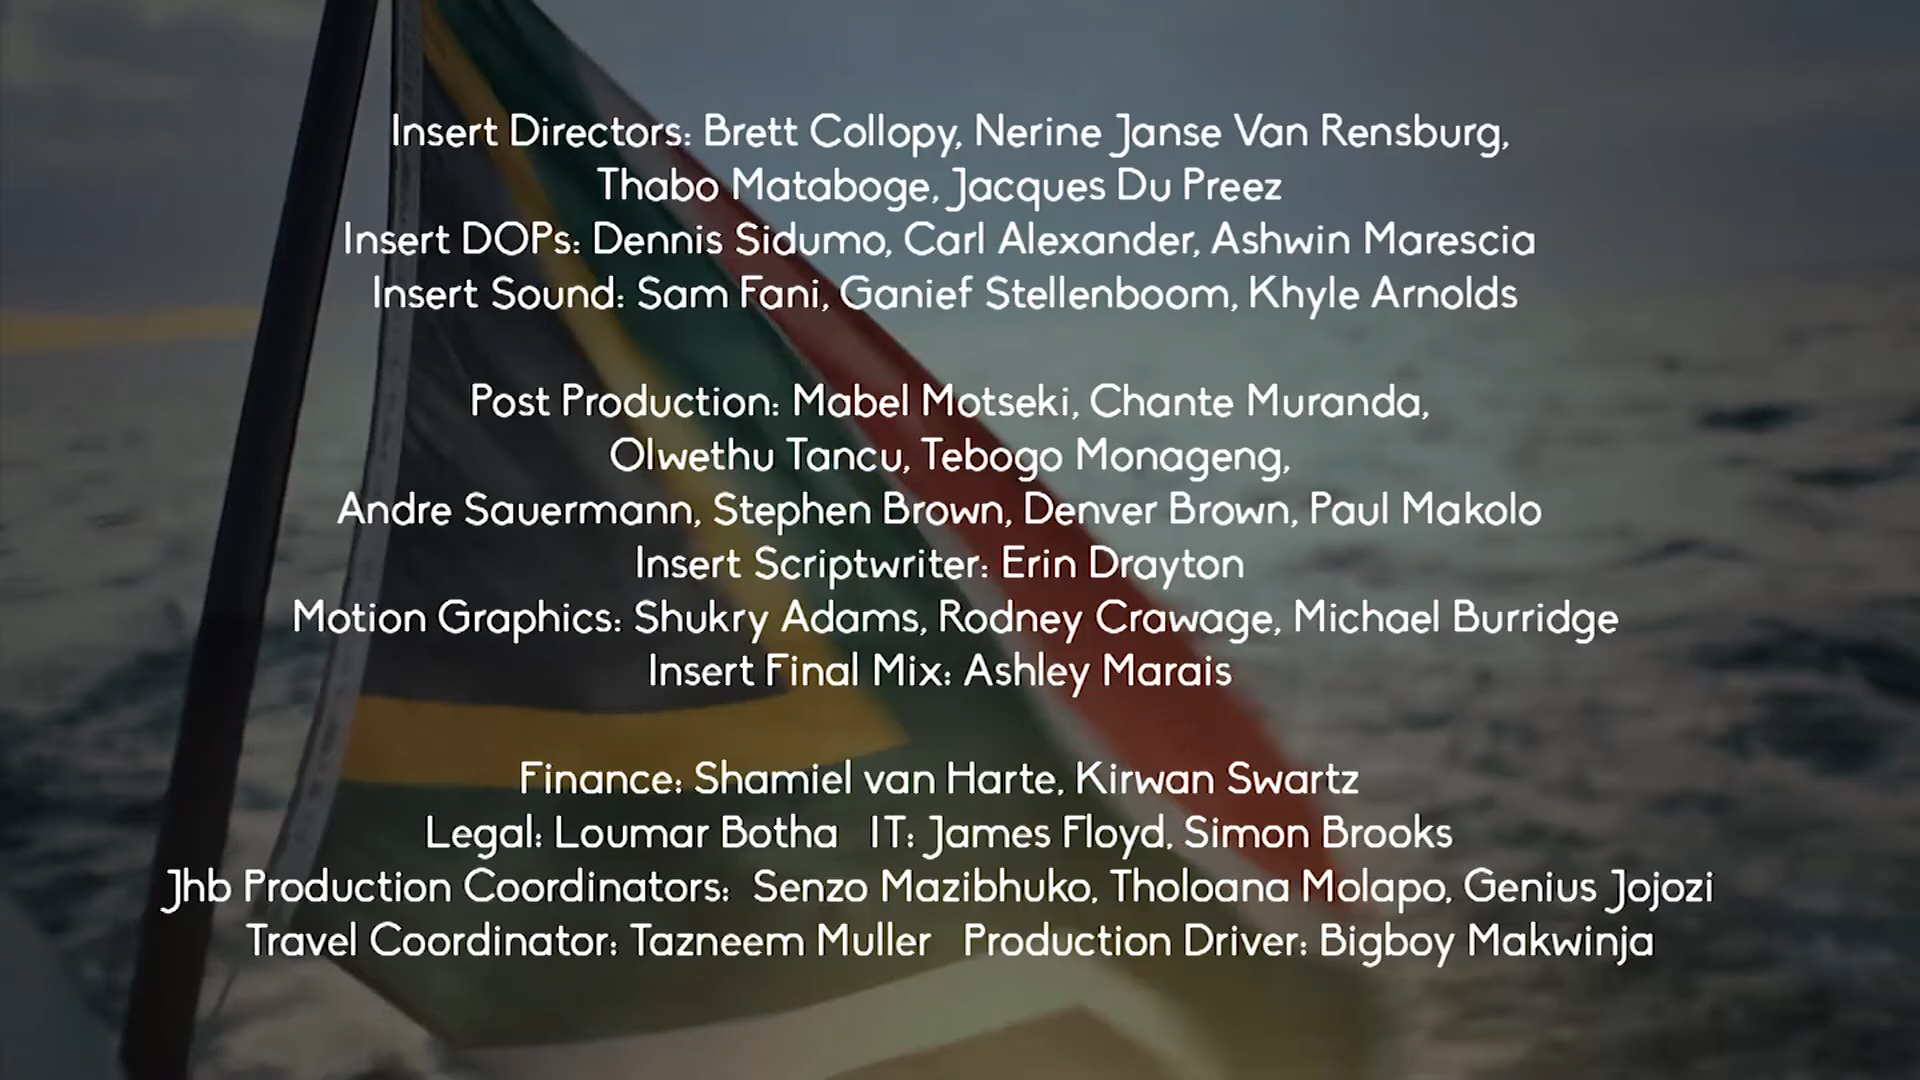 Insert Directors: Brett Collopy, Nerine Janse Van Rensburg,
Thabo Mataboge, Jacques Du Preez
Insert DOPs: Dennis Sidumo, Carl Alexander, Ashwin Marescia
Insert Sound: Sam Fani, Ganief Stellenboom, Khyle Arnolds
Post Production: Mabel Motseki, Chante Muranda,
Olwethu Tancu, Tebogo Monageng,
Andre Sauermann, Stephen Brown, Denver Brown, Paul Makolo
Insert Scriptwriter: Erin Drayton
Motion Graphics: Shukry Adams, Rodney Crawage, Michael Burridge
Insert Final Mix: Ashley Marais
Finance: Shamiel van Harte, Kirwan Swartz
Legal: Loumar Botha IT: James Floyd, Simon Brooks
Jhb Production Coordinators: Senzo Mazibhuko, Tholoana Molapo, Genius Jojozi
Travel Coordinator: Tazneem Muller Production Driver: Bigboy Makwinja